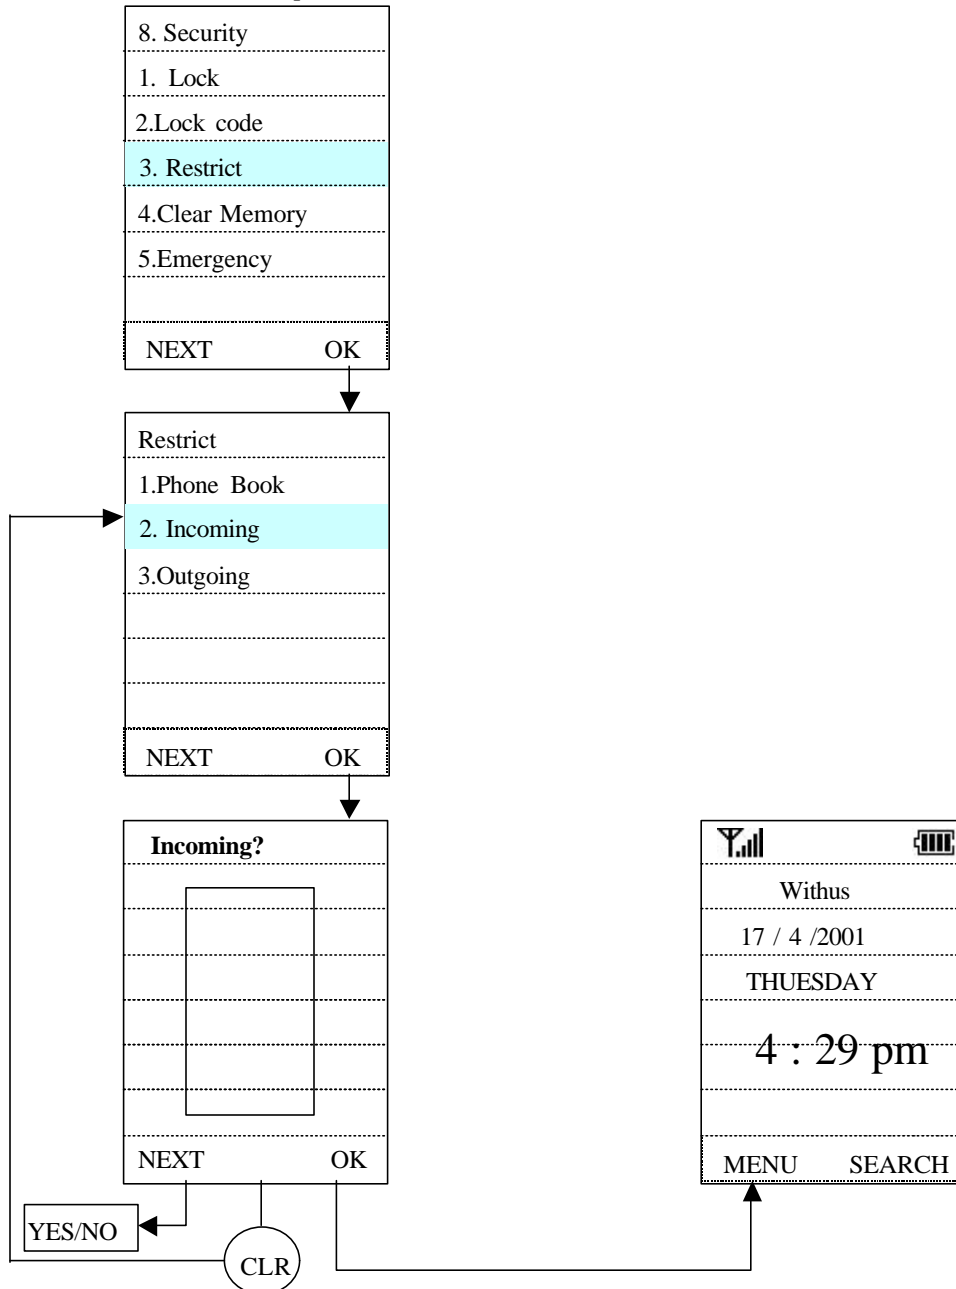 8. Security
1. Lock
2.Lock code
3. Restrict
4.Clear Memory
5.Emergency
NEXT OK
Restrict
1.Phone Book
2. Incoming
3.Outgoing
NEXT OK
Incoming?
NEXT OK
YES/NO
CLR
Withus
17 / 4 /2001
THUESDAY
4 : 29 pm
MENU SEARCH